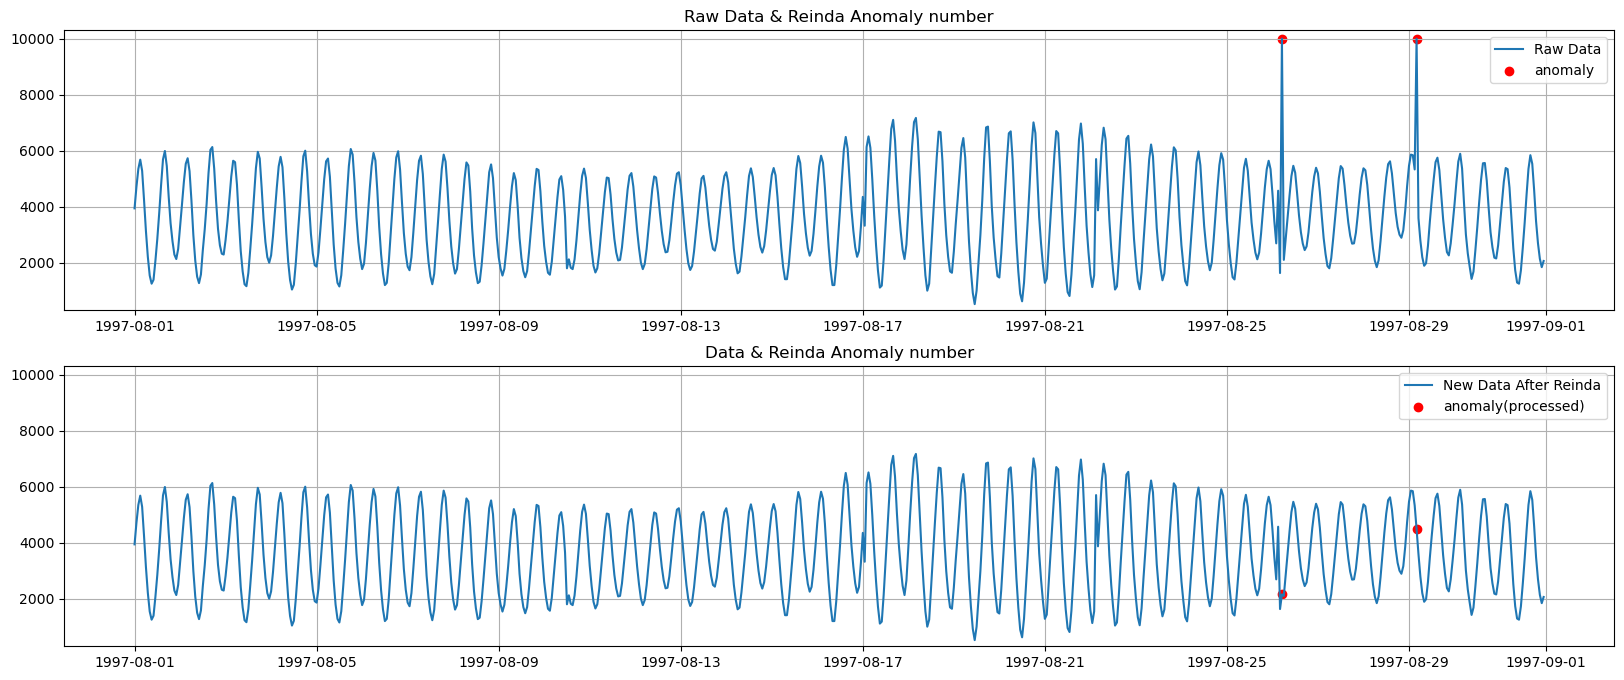 Raw Data & Reinda Anomaly number
10000
8000
6000
4000
2000
Raw Data
anomaly
1997-08-01 1997-08-05 1997-08-09 1997-08-13 1997-08-17 1997-08-21 1997-08-25 1997-08-29 1997-09-01
Data & Reinda Anomaly number
10000
8000
6000
4000
2000
New Data After Reinda
anomaly(processed)
1997-08-01 1997-08-05 1997-08-09 1997-08-13 1997-08-17 1997-08-21 1997-08-25 1997-08-29 1997-09-01